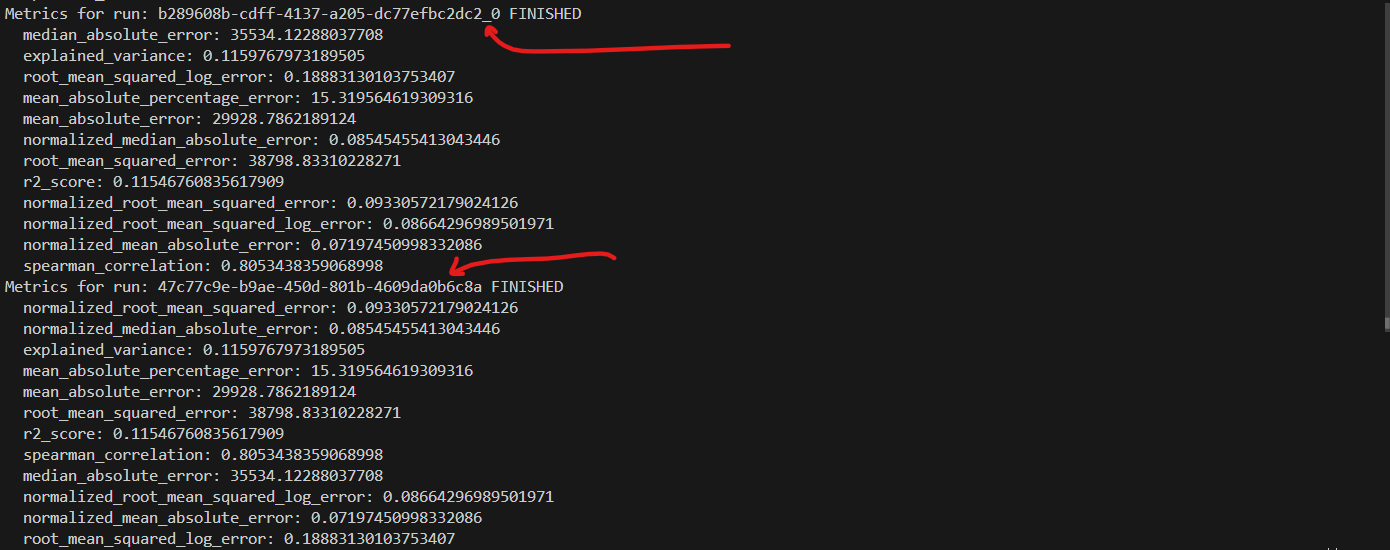 Metrics for run: b289608b-cdff-4137-a205-dc77efbc2dc2_0 FINISHED
median_absolute_error: 35534.12288037708
explained_variance: 0.1159767973189505
root_mean_squared_log_error: 0.18883130103753407
mean_absolute_percentage_error: 15.319564619309316
mean_absolute_error: 29928.7862189124
normalized_median_absolute_error: 0.08545455413043446
root_mean_squared_error: 38798.83310228271
r2_score: 0.11546760835617909
normalized_root_mean_squared_error: 0.09330572179024126
normalized_root_mean_squared_log_error: 0.08664296989501971
normalized_mean_absolute_error: 0.07197450998332086
spearman_correlation: 0.8053438359068998
Metrics for run: 47c77c9e-b9ae-450d-801b-4609da0b6c8a FINISHED
normalized_root_mean_squared_error: 0.09330572179024126
normalized_median_absolute_error: 0.08545455413043446
explained_variance: 0.1159767973189505
mean_absolute_percentage_error: 15.319564619309316
mean_absolute_error: 29928.7862189124
root_mean_squared_error: 38798.83310228271
r2_score: 0.11546760835617909
spearman_correlation: 0.8053438359068998
median_absolute_error: 35534.12288037708
normalized_root_mean_squared_log_error: 0.08664296989501971
normalized_mean_absolute_error: 0.07197450998332086
root_mean_squared_log_error: 0.18883130103753407